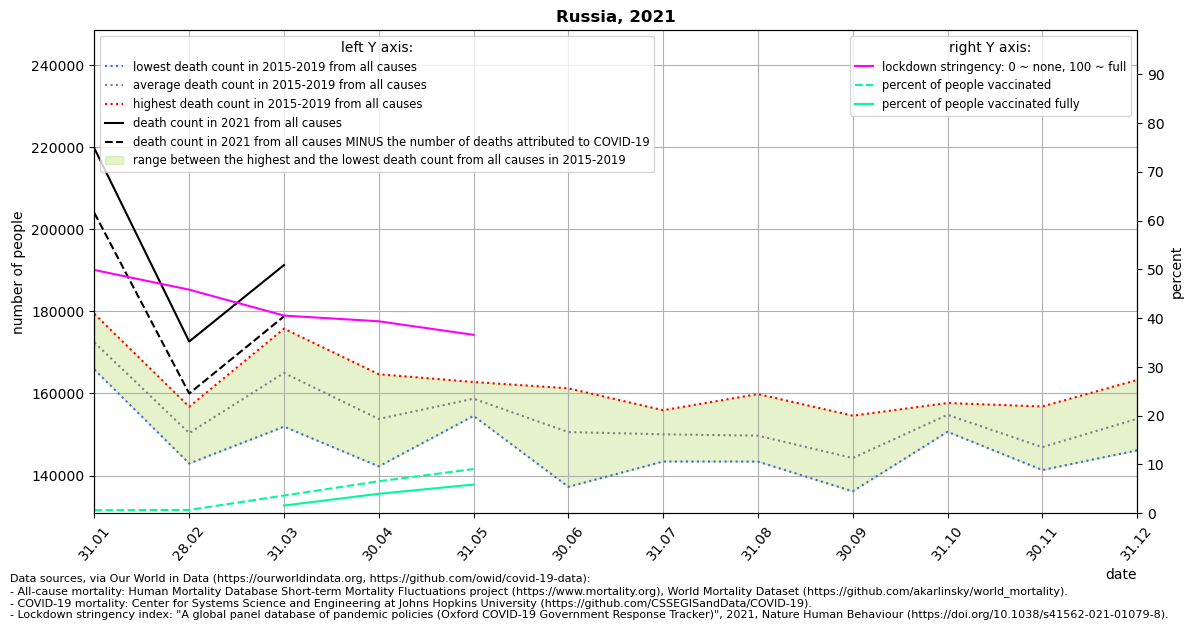 Russia, 2021
left Y axis:
lowest death count in 2015-2019 from all causes
average death count in 2015-2019 from all causes
highest death count in 2015-2019 from all causes
death count in 2021 from all causes
death count in 2021 from all causes MINUS the number of deaths attributed to COVID-19
range between the highest and the lowest death count from all causes in 2015-2019
right Y axis:
lockdown stringency: 0 ~ none, 100 ~ full
percent of people vaccinated
percent of people vaccinated fully
number of people
240000
220000
200000
180000
160000
140000
90
80
70
60
50
40
30
20
10
0
percent
31.01
28.02
31.03
30.04
31.05
30.06
31.07
31.08
30.09
31.10
30.11
31.12
date
Data sources, via Our World in Data (https://ourworldindata.org, https://github.com/owid/covid-19-data):
- All-cause mortality: Human Mortality Database Short-term Mortality Fluctuations project (https://www.mortality.org), World Mortality Dataset (https://github.com/akarlinsky/world_mortality).
- COVID-19 mortality: Center for Systems Science and Engineering at Johns Hopkins University (https://github.com/CSSEGISandData/COVID-19).
- Lockdown stringency index: "A global panel database of pandemic policies (Oxford COVID-19 Government Response Tracker)", 2021, Nature Human Behaviour (https://doi.org/10.1038/s41562-021-01079-8).